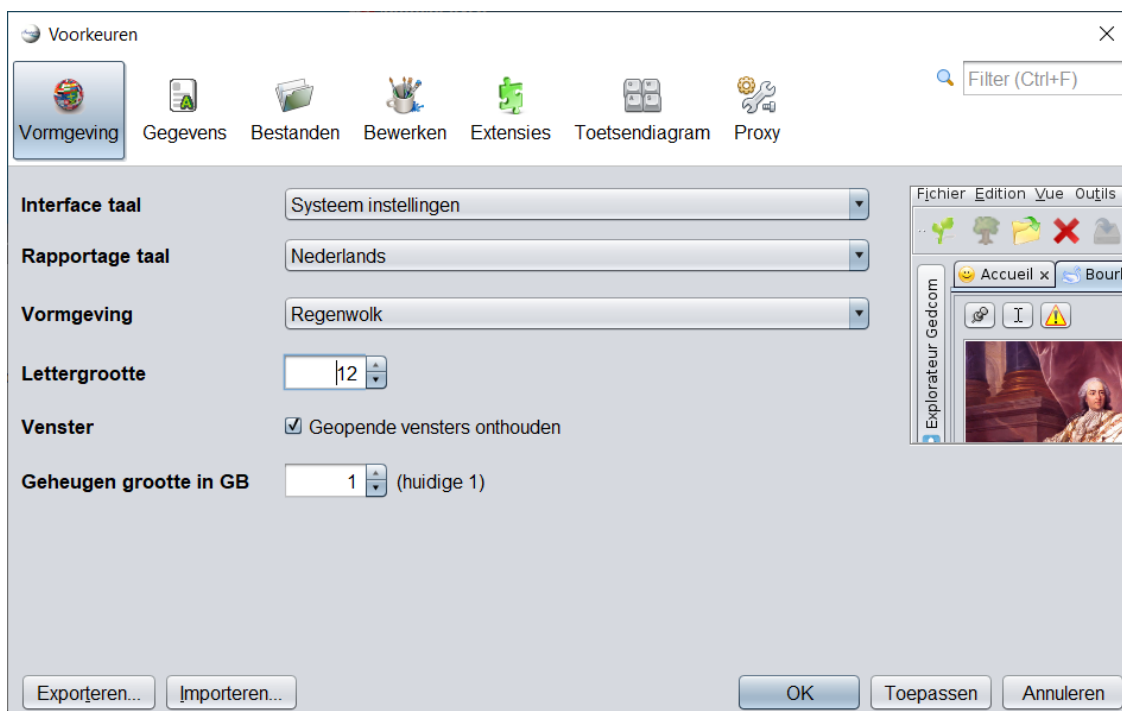 Voorkeuren
Vormgeving
Gegevens
Bestanden
Bewerken
Extensies
Toetsendiagram
Proxy
Filter (Ctrl+F)
Interface taal
Systeem instellingen
Rapportage taal
Nederlands
Vormgeving
Regenwolk
Lettergrootte
12
Venster
Geopende vensters onthouden
Geheugen grootte in GB
1
(huidige 1)
Fichier Edition Vue Outils
Accueil x
Bour
Explorateur Gedcom
Exporteren...
Importeren...
OK
Toepassen
Annuleren